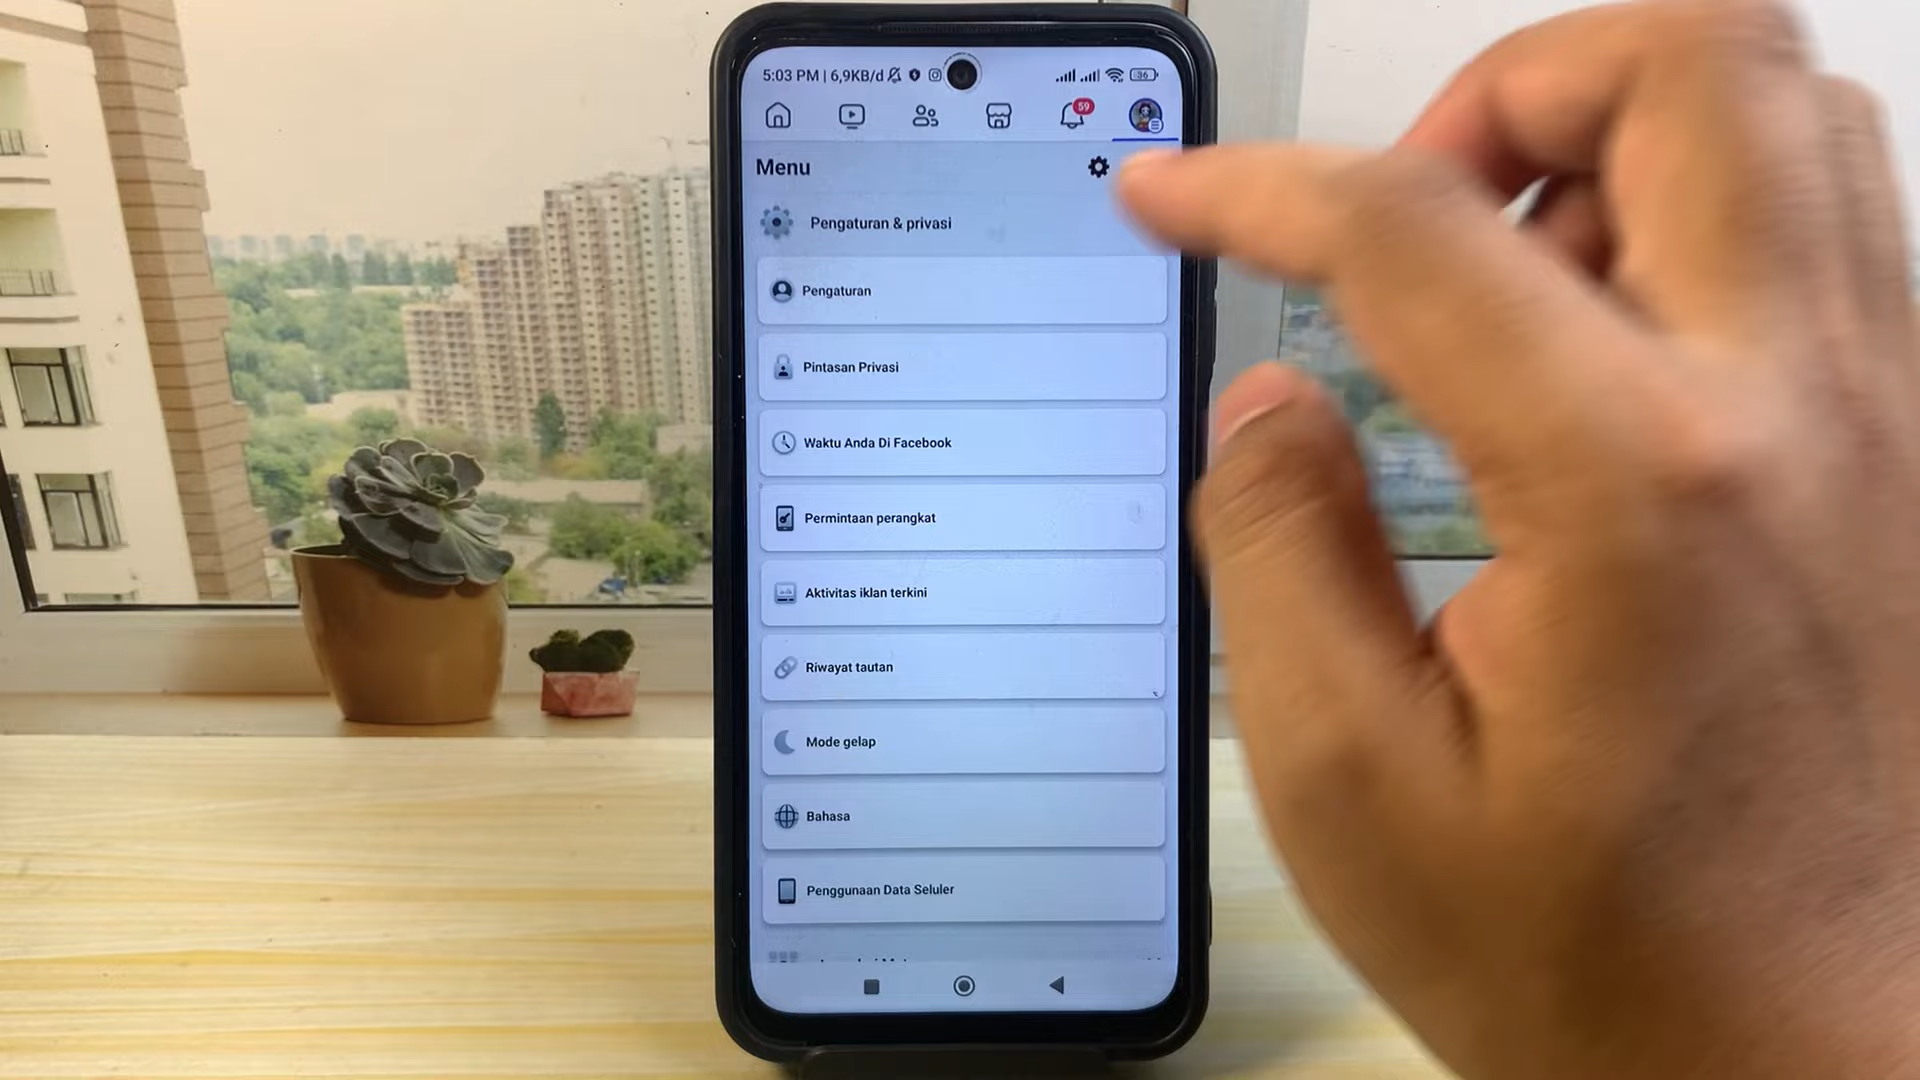 5:03 PM | 6,9KB/d
36
59
Menu
Pengaturan & privasi
Pengaturan
Pintasan Privasi
Waktu Anda Di Facebook
Permintaan perangkat
Aktivitas iklan terkini
Riwayat tautan
Mode gelap
Bahasa
Penggunaan Data Seluler